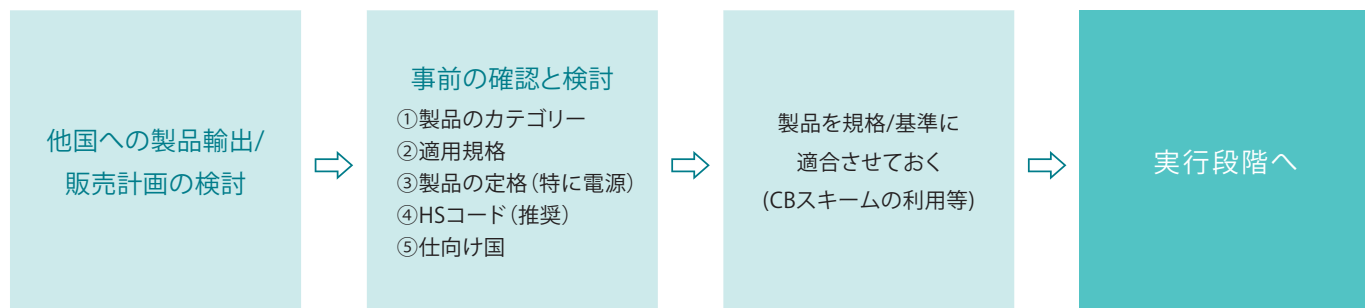 他国への製品輸出/
販売計画の検討
事前の確認と検討
①製品のカテゴリー
②適用規格
③製品の定格（特に電源）
④HSコード（推奨）
⑤仕向け国
製品を規格/基準に
適合させておく
(CBスキームの利用等)
実行段階へ